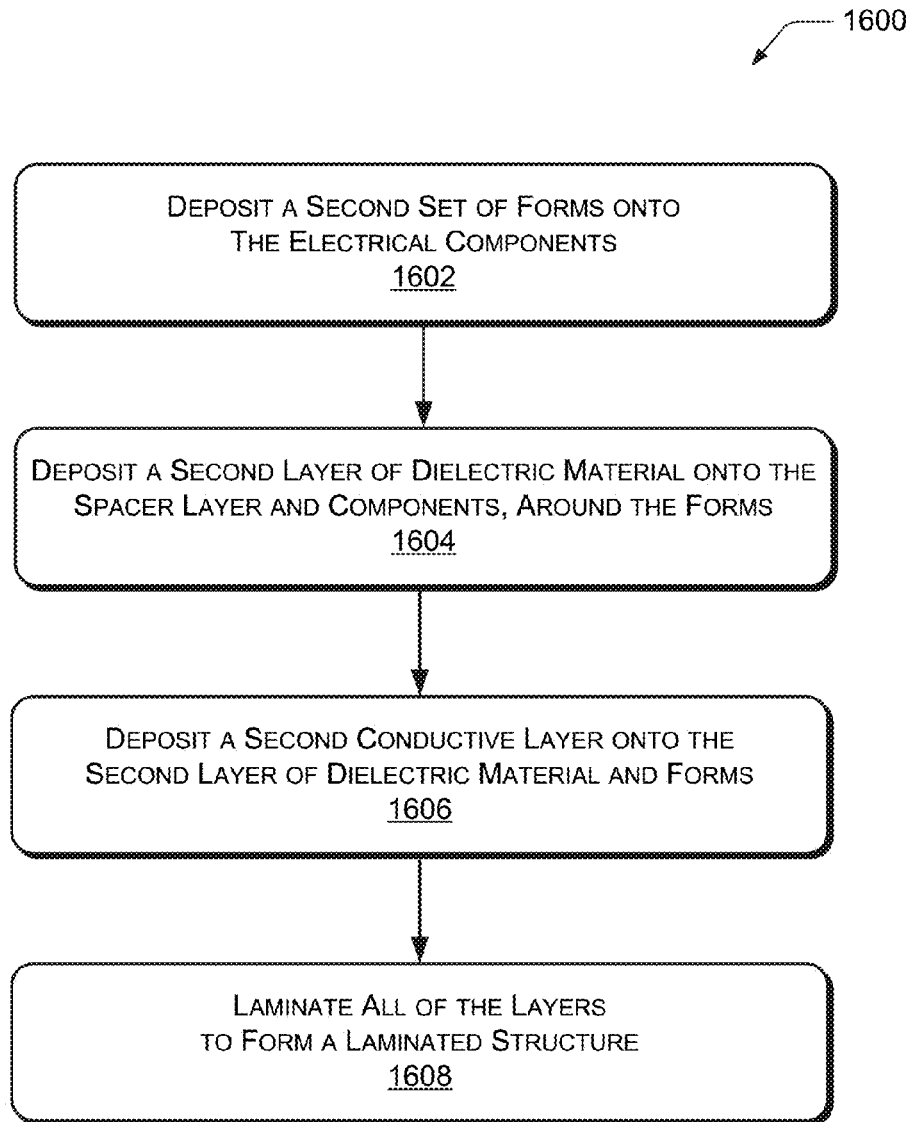 1600
DEPOSIT A SECOND SET OF FORMS ONTO
THE ELECTRICAL COMPONENTS
1602
DEPOSIT A SECOND LAYER OF DIELECTRIC MATERIAL ONTO THE
SPACER LAYER AND COMPONENTS, AROUND THE FORMS
1604
DEPOSIT A SECOND CONDUCTIVE LAYER ONTO THE
SECOND LAYER OF DIELECTRIC MATERIAL AND FORMS
1606
LAMINATE ALL OF THE LAYERS
TO FORM A LAMINATED STRUCTURE
1608